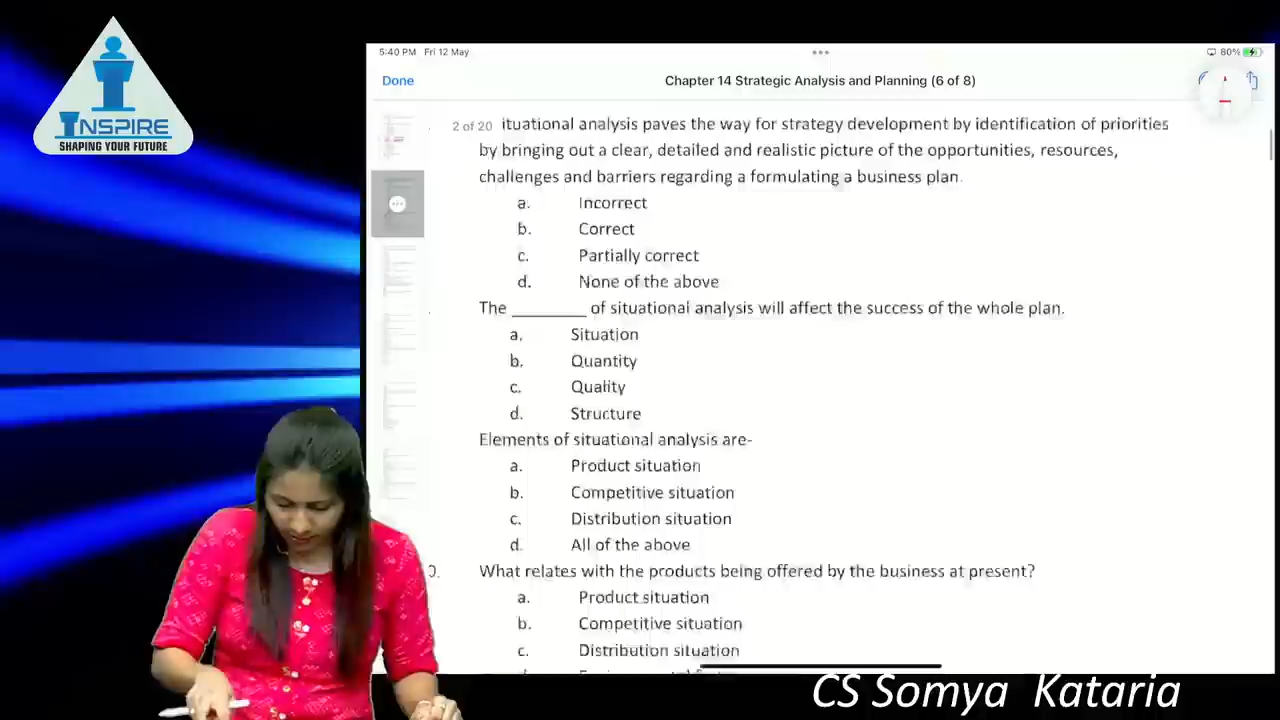 INSPIRE
SHAPING YOUR FUTURE
5:40 PM Fri 12 May
80%
Done
Chapter 14 Strategic Analysis and Planning (6 of 8)
2 of 20
ituational analysis paves the way for strategy development by identification of priorities
by bringing out a clear, detailed and realistic picture of the opportunities, resources,
challenges and barriers regarding a formulating a business plan.
a. Incorrect
b. Correct
c. Partially correct
d. None of the above
The ________ of situational analysis will affect the success of the whole plan.
a. Situation
b. Quantity
c. Quality
d. Structure
Elements of situational analysis are-
a. Product situation
b. Competitive situation
c. Distribution situation
d. All of the above
0. What relates with the products being offered by the business at present?
a. Product situation
b. Competitive situation
c. Distribution situation
CS Somya Kataria